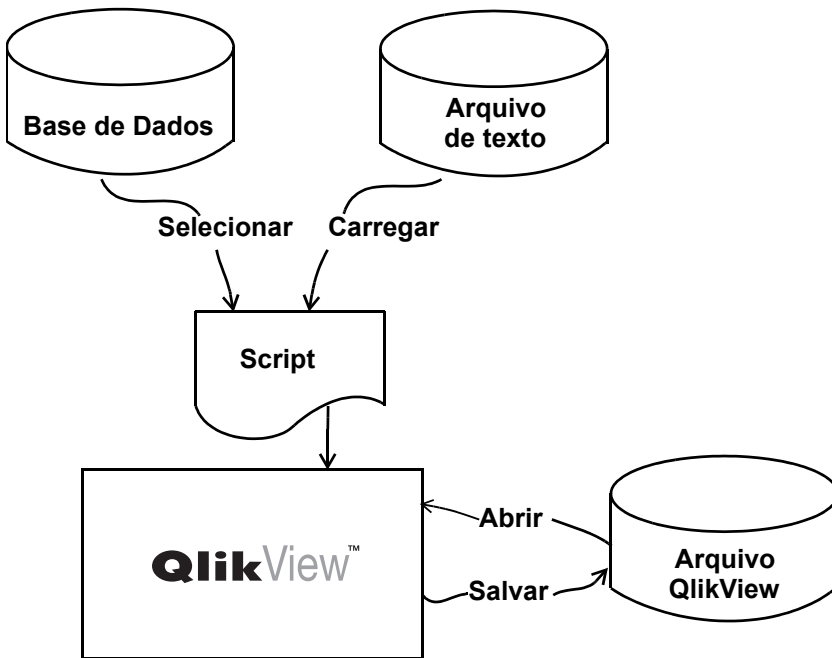 Base de Dados
Arquivo
de texto
Selecionar
Carregar
Script
QlikView™
Abrir
Salvar
Arquivo
QlikView